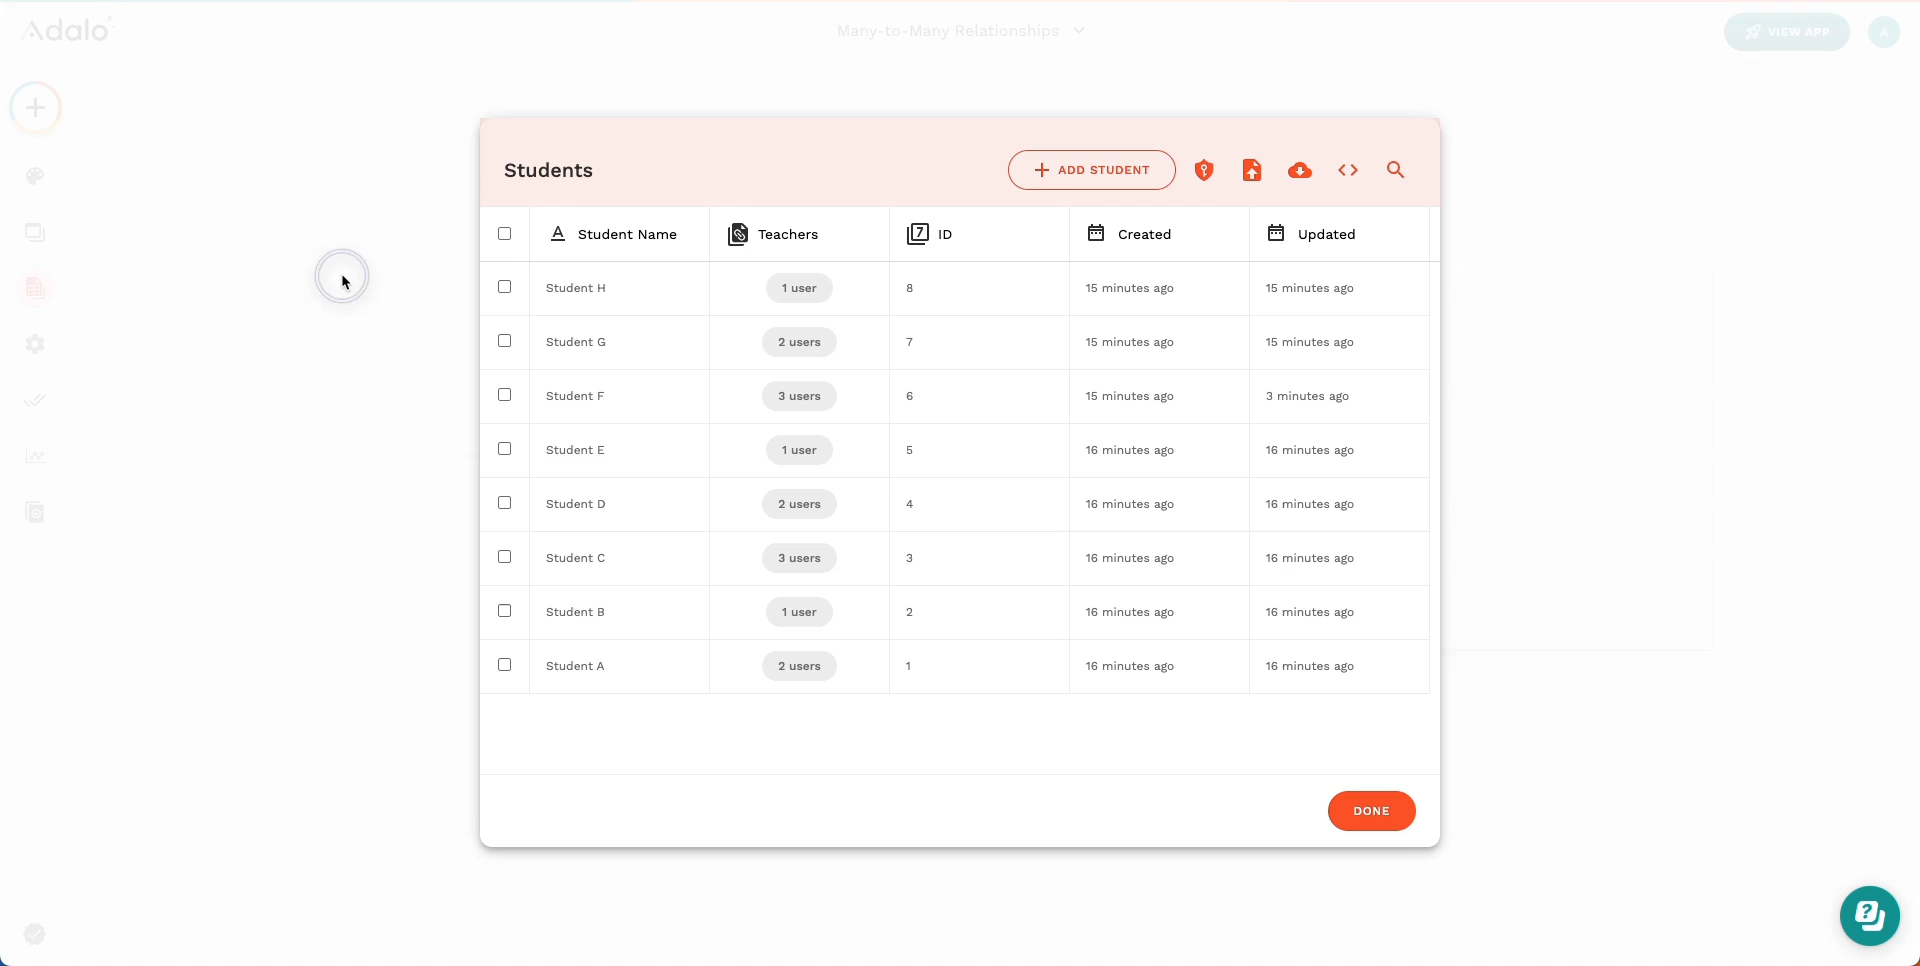 Adalo
Many-to-Many Relationships
VIEW APP
A
Students
ADD STUDENT
Student Name Teachers 7 ID Created Updated
Student H 1 user 8 15 minutes ago 15 minutes ago
Student G 2 users 7 15 minutes ago 15 minutes ago
Student F 3 users 6 15 minutes ago 3 minutes ago
Student E 1 user 5 16 minutes ago 16 minutes ago
Student D 2 users 4 16 minutes ago 16 minutes ago
Student C 3 users 3 16 minutes ago 16 minutes ago
Student B 1 user 2 16 minutes ago 16 minutes ago
Student A 2 users 1 16 minutes ago 16 minutes ago
DONE